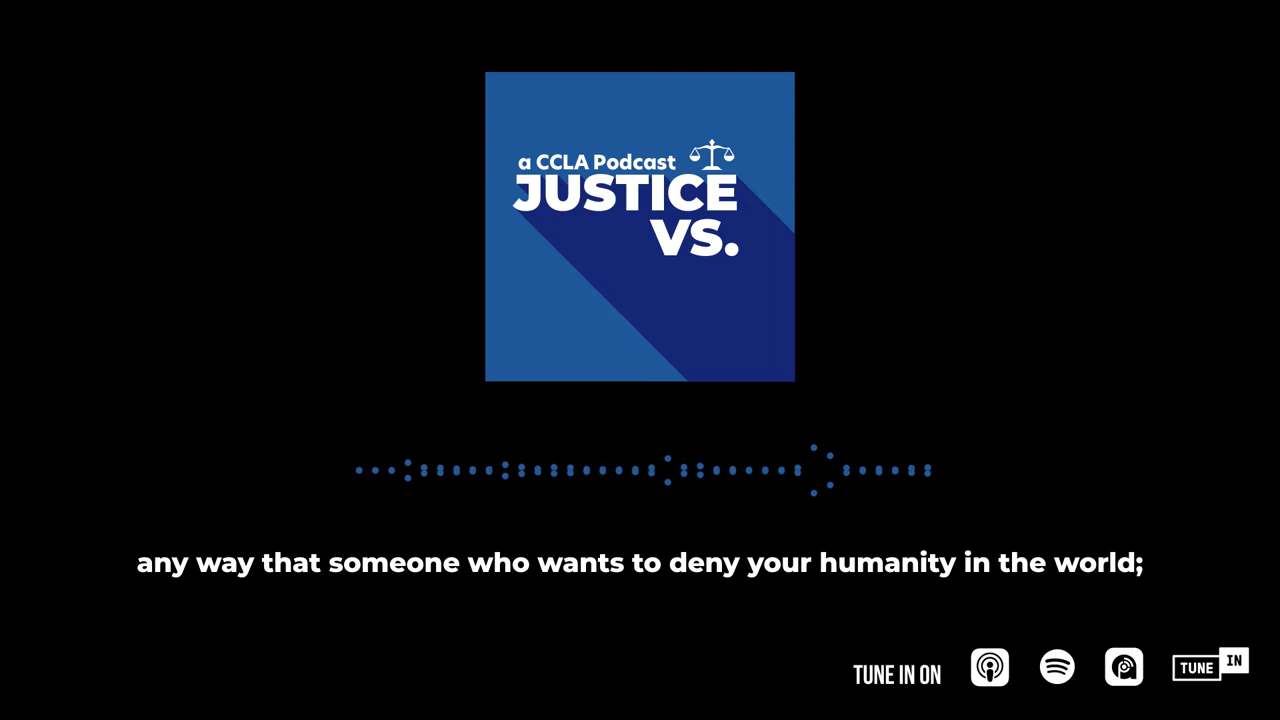 a CCLA Podcast
JUSTICE
VS.
any way that someone who wants to deny your humanity in the world;
TUNE IN ON
TUNE IN